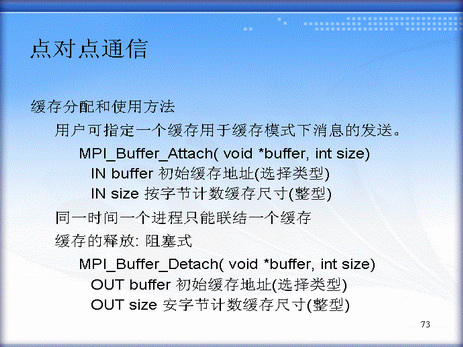 点对点通信
缓存分配和使用方法
用户可指定一个缓存用于缓存模式下消息的发送。
MPI_Buffer_Attach( void *buffer, int size)
IN buffer 初始缓存地址(选择类型)
IN size 按字节计数缓存尺寸(整型)
同一时间一个进程只能联结一个缓存
缓存的释放: 阻塞式
MPI_Buffer_Detach( void *buffer, int size)
OUT buffer 初始缓存地址(选择类型)
OUT size 安字节计数缓存尺寸(整型)
73